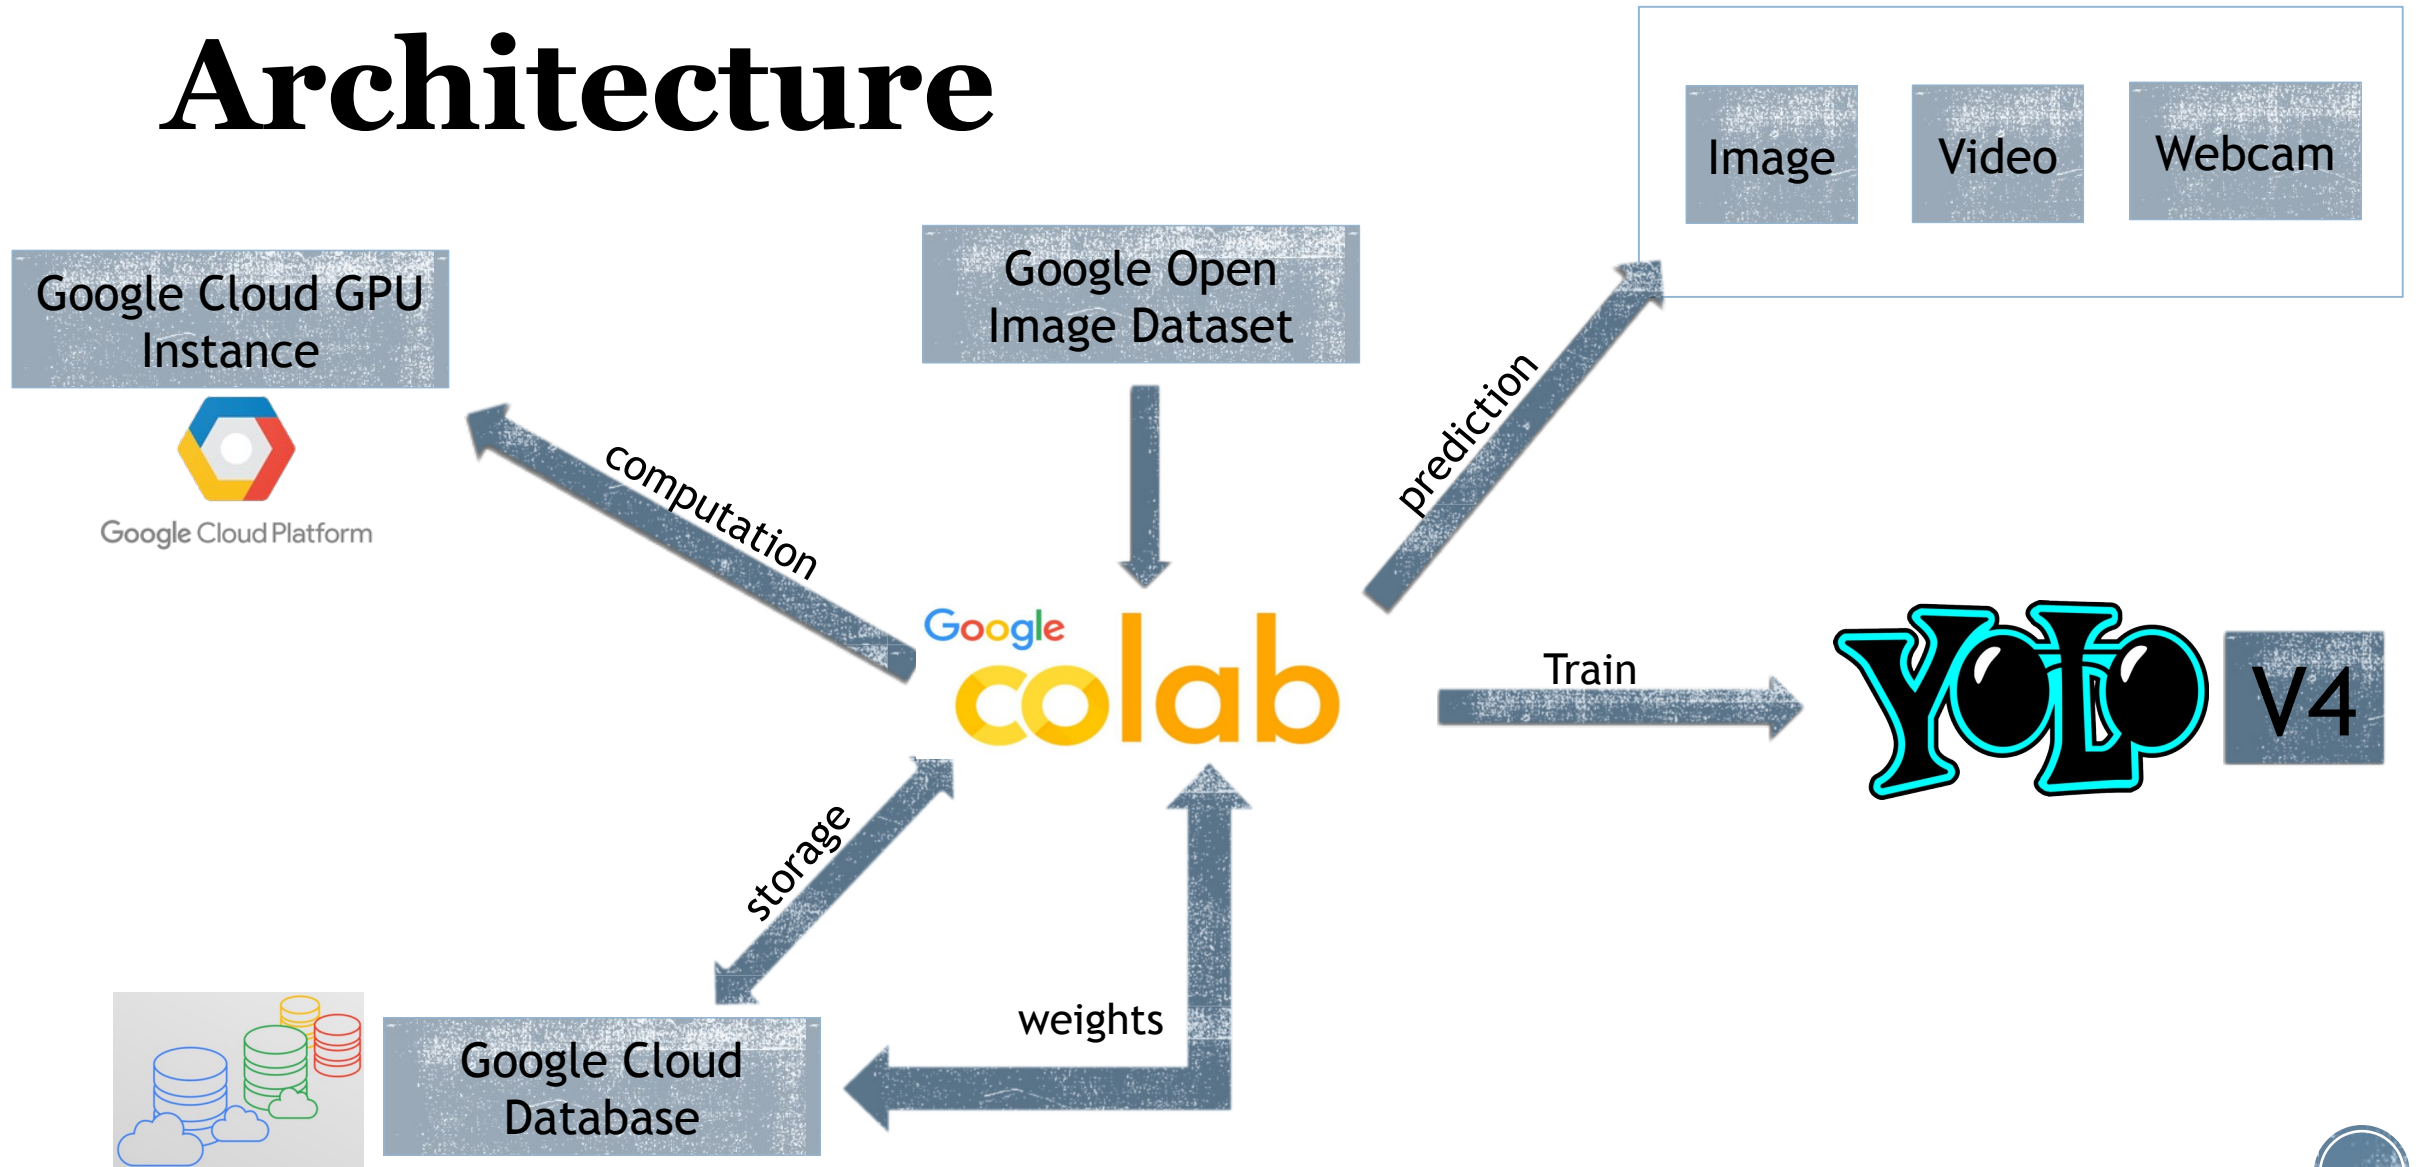 Architecture
Image
Video
Webcam
Google Cloud GPU
Instance
Google Open
Image Dataset
Google Cloud Platform
computation
prediction
Google
colab
Train
YOLO
V4
storage
weights
Google Cloud
Database